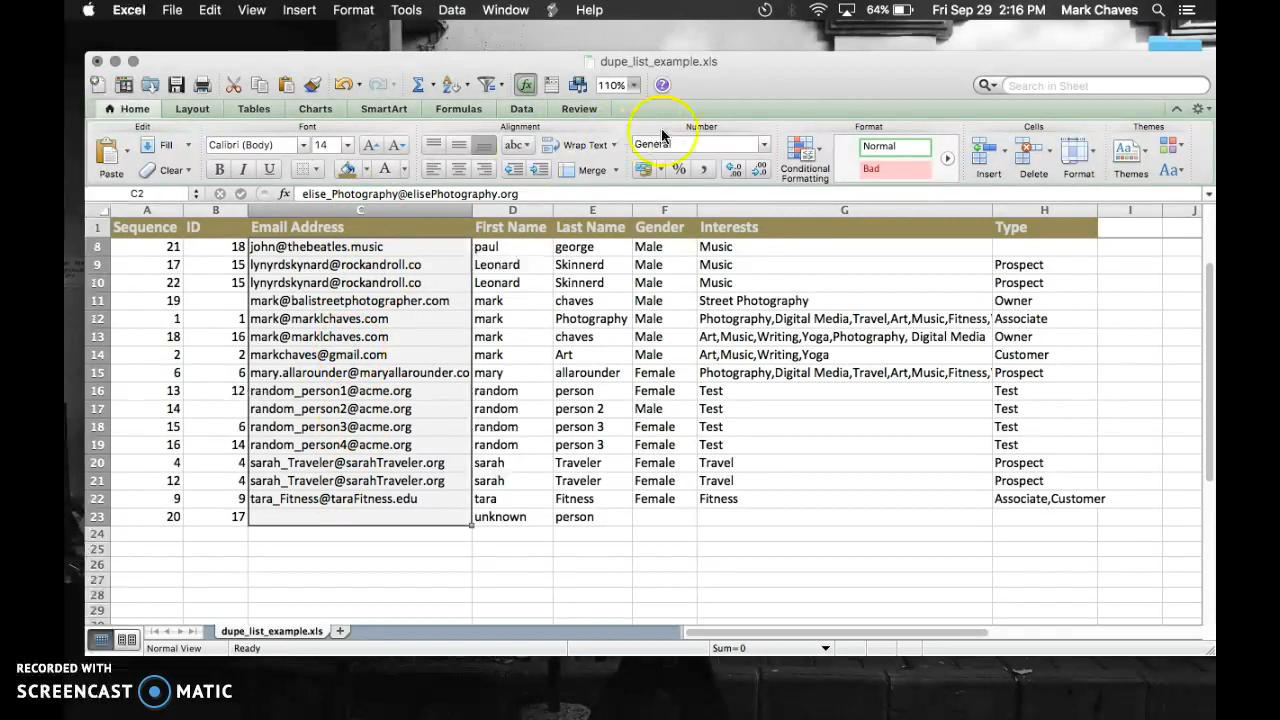 Excel File Edit View Insert Format Tools Data Window Help 64% Fri Sep 29 2:16 PM Mark Chaves
dupe_list_example.xls
110% Search in Sheet
Home Layout Tables Charts SmartArt Formulas Data Review
Edit Font Alignment Number Format Cells Themes
Fill Calibri (Body) 14 A A abc Wrap Text General Normal
Paste Clear B I U A Merge % , Conditional Formatting Bad Insert Delete Format Themes Aa
C2 fx elise_Photography@elisePhotography.org
A B C D E F G H I J
1 Sequence ID Email Address First Name Last Name Gender Interests Type
8 21 18 john@thebeatles.music paul george Male Music
9 17 15 lynyrdskynard@rockandroll.co Leonard Skinnerd Male Music Prospect
10 22 15 lynyrdskynard@rockandroll.co Leonard Skinnerd Male Music Prospect
11 19 mark@balistreetphotographer.com mark chaves Male Street Photography Owner
12 1 1 mark@marklchaves.com mark Photography Male Photography,Digital Media,Travel,Art,Music,Fitness, Associate
13 18 16 mark@marklchaves.com mark chaves Male Art,Music,Writing,Yoga,Photography, Digital Media Owner
14 2 2 markchaves@gmail.com mark Art Male Art,Music,Writing,Yoga Customer
15 6 6 mary.allarounder@maryallarounder.co mary allarounder Female Photography,Digital Media,Travel,Art,Music,Fitness, Prospect
16 13 12 random_person1@acme.org random person Female Test Test
17 14 random_person2@acme.org random person 2 Male Test Test
18 15 6 random_person3@acme.org random person 3 Female Test Test
19 16 14 random_person4@acme.org random person 3 Female Test Test
20 4 4 sarah_Traveler@sarahTraveler.org sarah Traveler Female Travel Prospect
21 12 4 sarah_Traveler@sarahTraveler.org sarah Traveler Female Travel Prospect
22 9 9 tara_Fitness@taraFitness.edu tara Fitness Female Fitness Associate,Customer
23 20 17 unknown person
24
25
26
27
28
29
dupe_list_example.xls
Normal View Ready Sum=0
RECORDED WITH
SCREENCAST MATIC